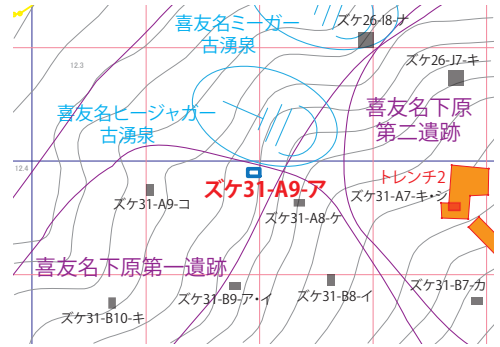 喜友名ミーガー
古湧泉
ズケ26-I8-ナ
ズケ26-J7-キ
12.3
喜友名ヒージャガー
古湧泉
喜友名下原
第二遺跡
12.4
トレンチ2
ズケ31-A9-ア
ズケ31-A7-キ・シ
ズケ31-A9-コ
ズケ31-A8-ケ
喜友名下原第一遺跡
ズケ31-B9-ア・イ
ズケ31-B8-イ
ズケ31-B7-カ
ズケ31-B10-キ